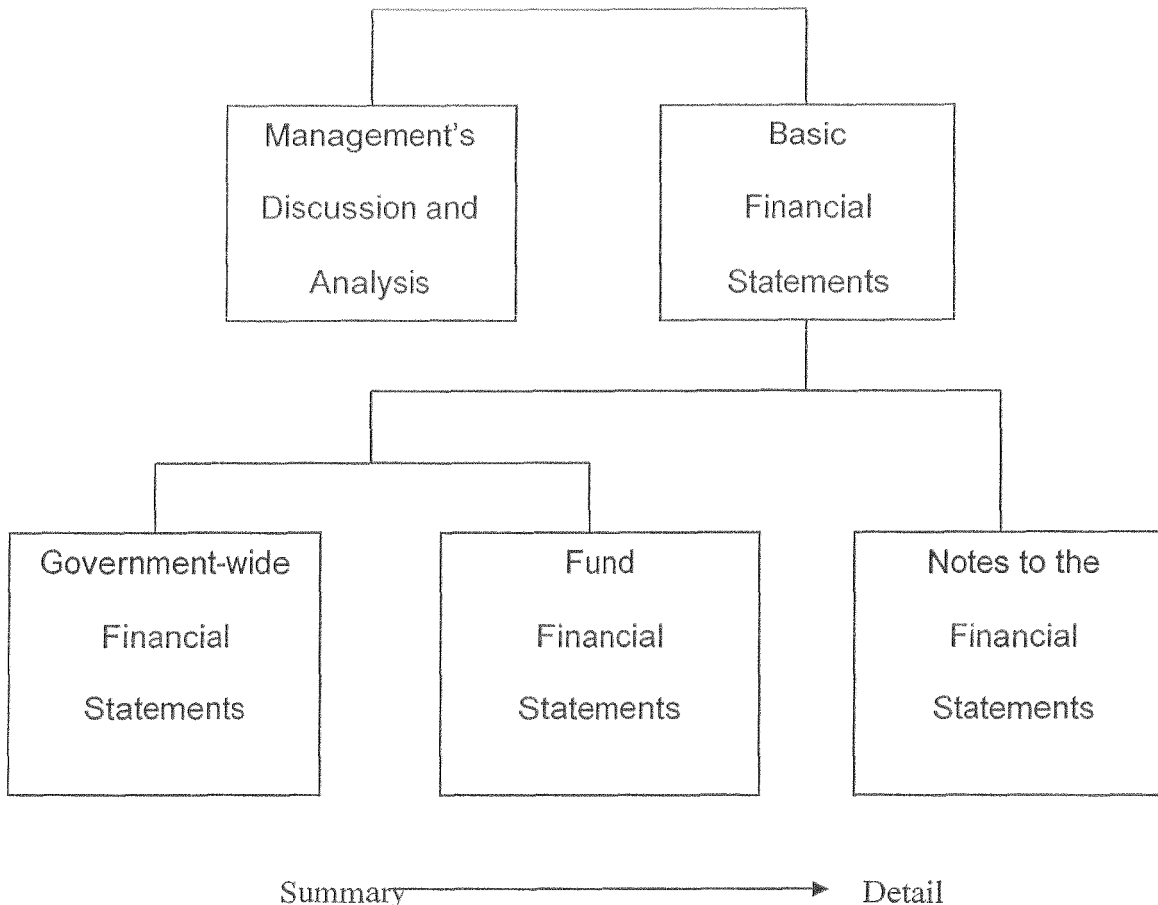 Management's
Discussion and
Analysis
Basic
Financial
Statements
Government-wide
Financial
Statements
Fund
Financial
Statements
Notes to the
Financial
Statements
Summary
Detail